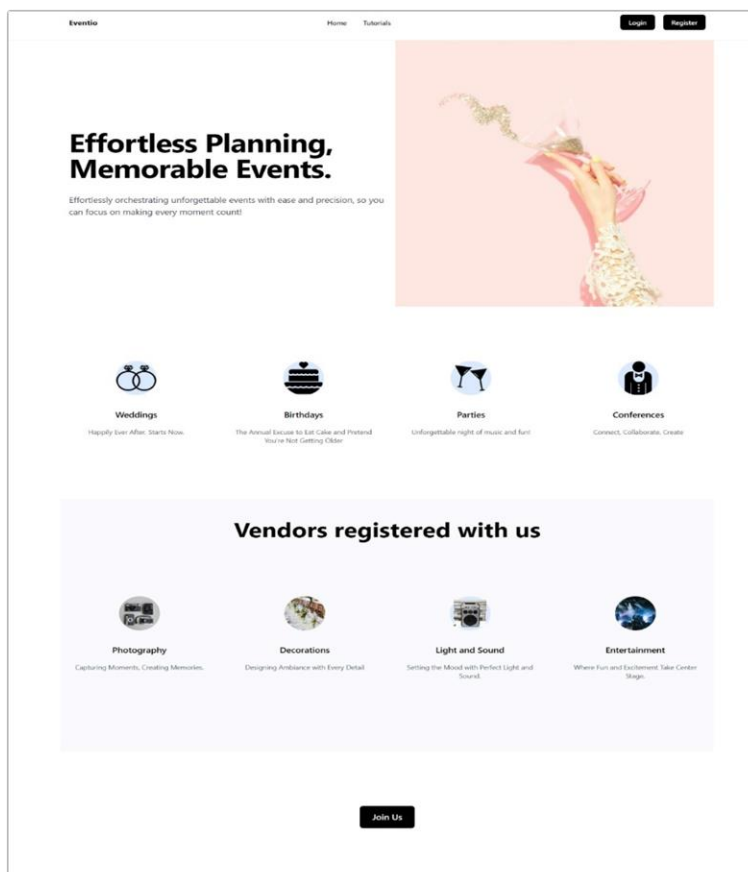 Eventio
Home
Tutorials
Login
Register
Effortless Planning,
Memorable Events.
Effortlessly orchestrating unforgettable events with ease and precision, so you
can focus on making every moment count!
Weddings
Happily Ever After, Starts Now.
Birthdays
The Annual Excuse to Eat Cake and Pretend
You're Not Getting Older
Parties
Unforgettable night of music and fun!
Conferences
Connect, Collaborate, Create
Vendors registered with us
Photography
Capturing Moments, Creating Memories.
Decorations
Designing Ambiance with Every Detail
Light and Sound
Setting the Mood with Perfect Light and
Sound.
Entertainment
Where Fun and Excitement Take Center
Stage.
Join Us